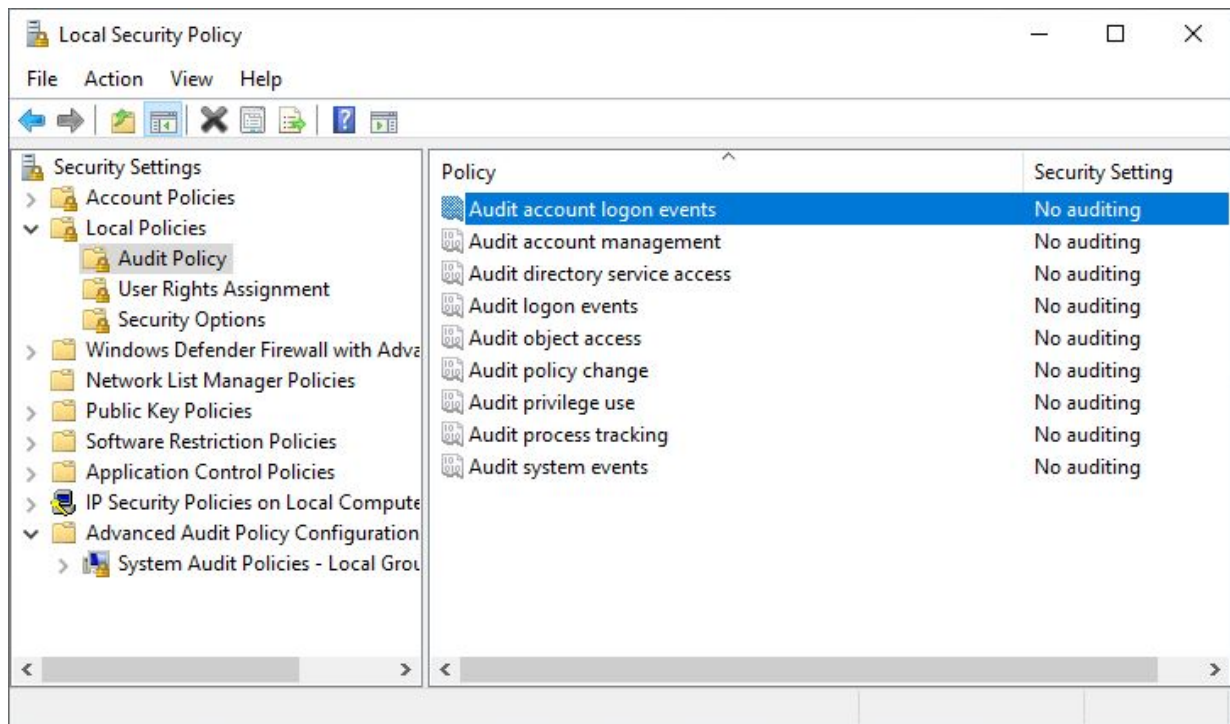 Local Security Policy
File Action View Help
Security Settings
Account Policies
Local Policies
Audit Policy
User Rights Assignment
Security Options
Windows Defender Firewall with Adva
Network List Manager Policies
Public Key Policies
Software Restriction Policies
Application Control Policies
IP Security Policies on Local Compute
Advanced Audit Policy Configuration
System Audit Policies - Local Grou
Policy Security Setting
Audit account logon events No auditing
Audit account management No auditing
Audit directory service access No auditing
Audit logon events No auditing
Audit object access No auditing
Audit policy change No auditing
Audit privilege use No auditing
Audit process tracking No auditing
Audit system events No auditing